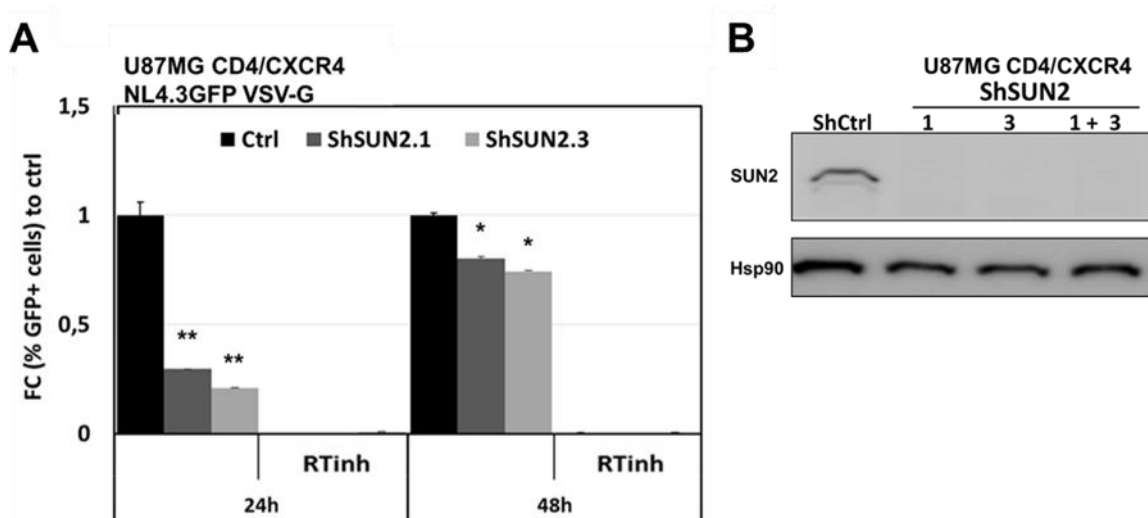 A
U87MG CD4/CXCR4
NL4.3GFP VSV-G
1,5
Ctrl ShSUN2.1 ShSUN2.3
1
* *
** **
0,5
0
FC (% GFP+ cells) to ctrl
RTinh RTinh
24h 48h
B
U87MG CD4/CXCR4
ShSUN2
ShCtrl 1 3 1 + 3
SUN2
Hsp90